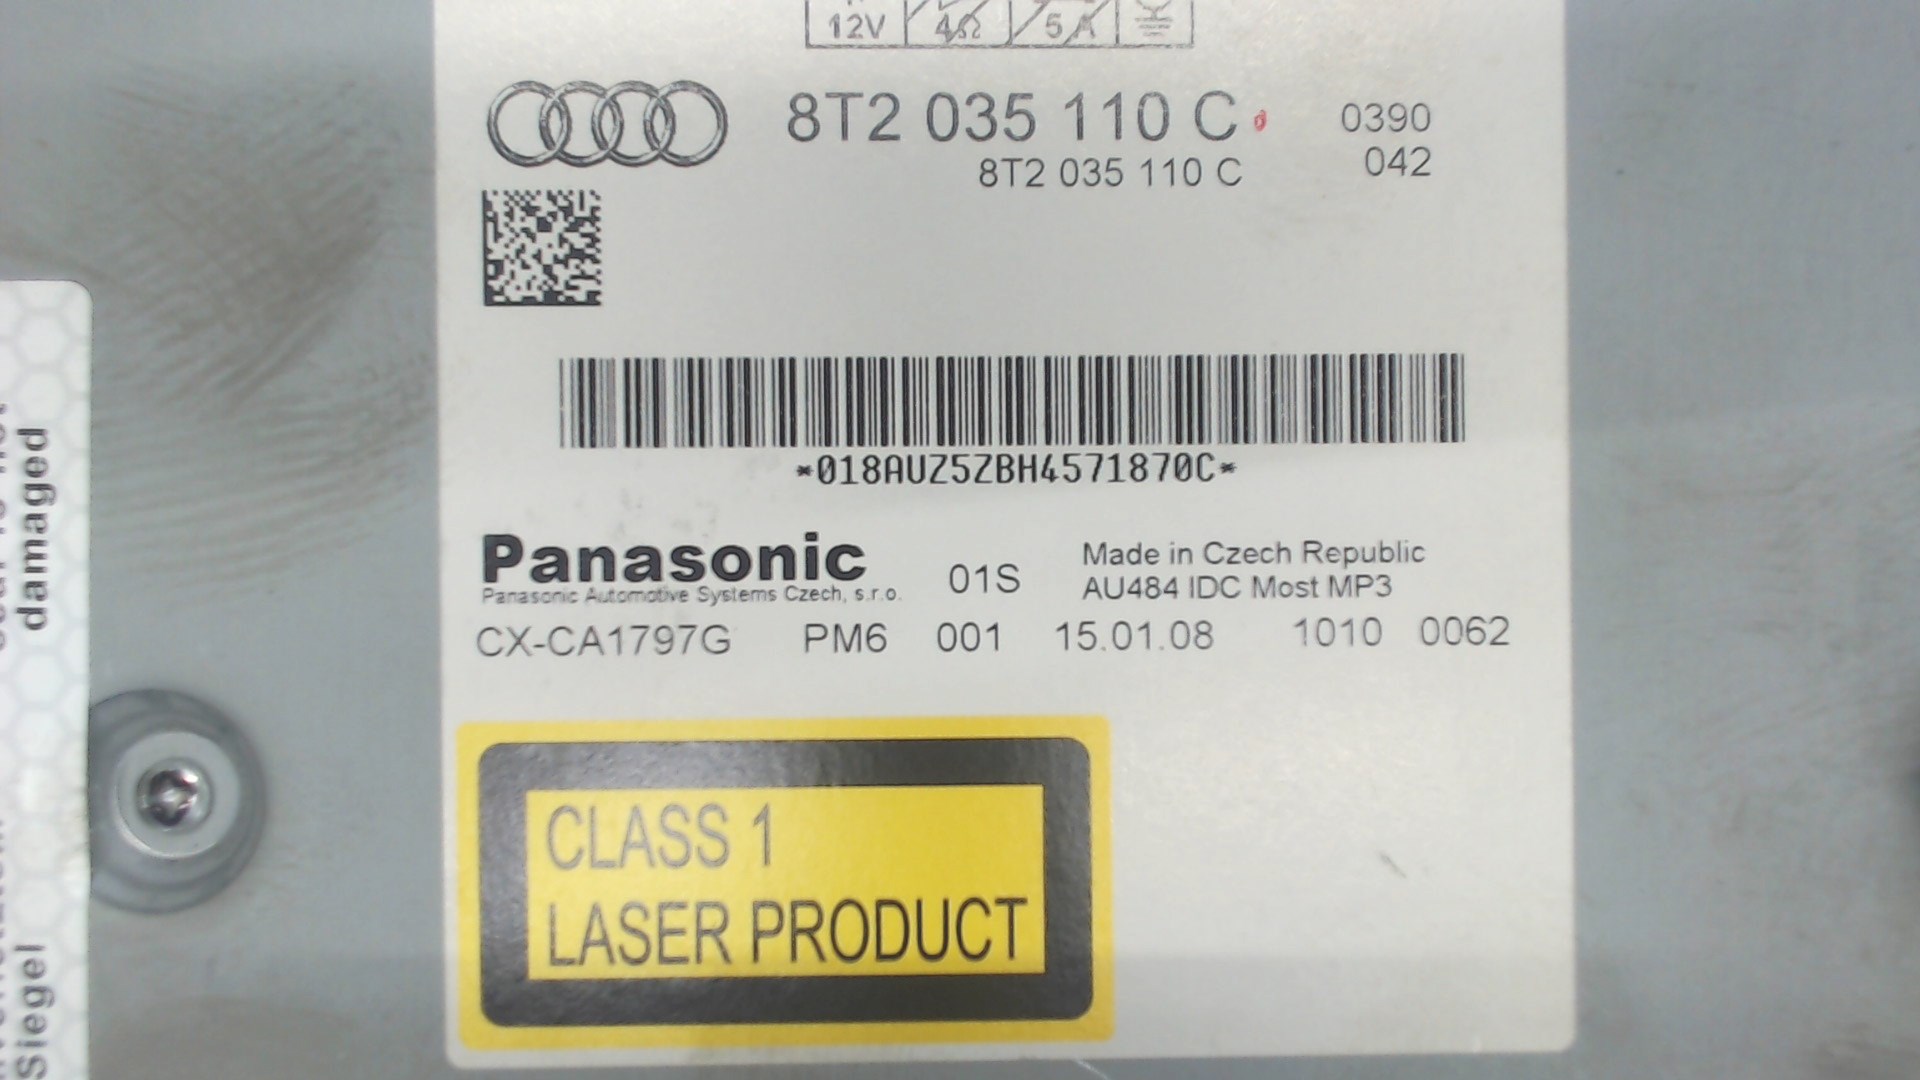 12V 4Ω 5A
8T2 035 110 C 0390
8T2 035 110 C 042
*018AUZ5ZBH4571870C*
Panasonic 01S Made in Czech Republic
Panasonic Automotive Systems Czech, s.r.o. AU484 IDC Most MP3
CX-CA1797G PM6 001 15.01.08 1010 0062
CLASS 1
LASER PRODUCT
damaged
Siegel